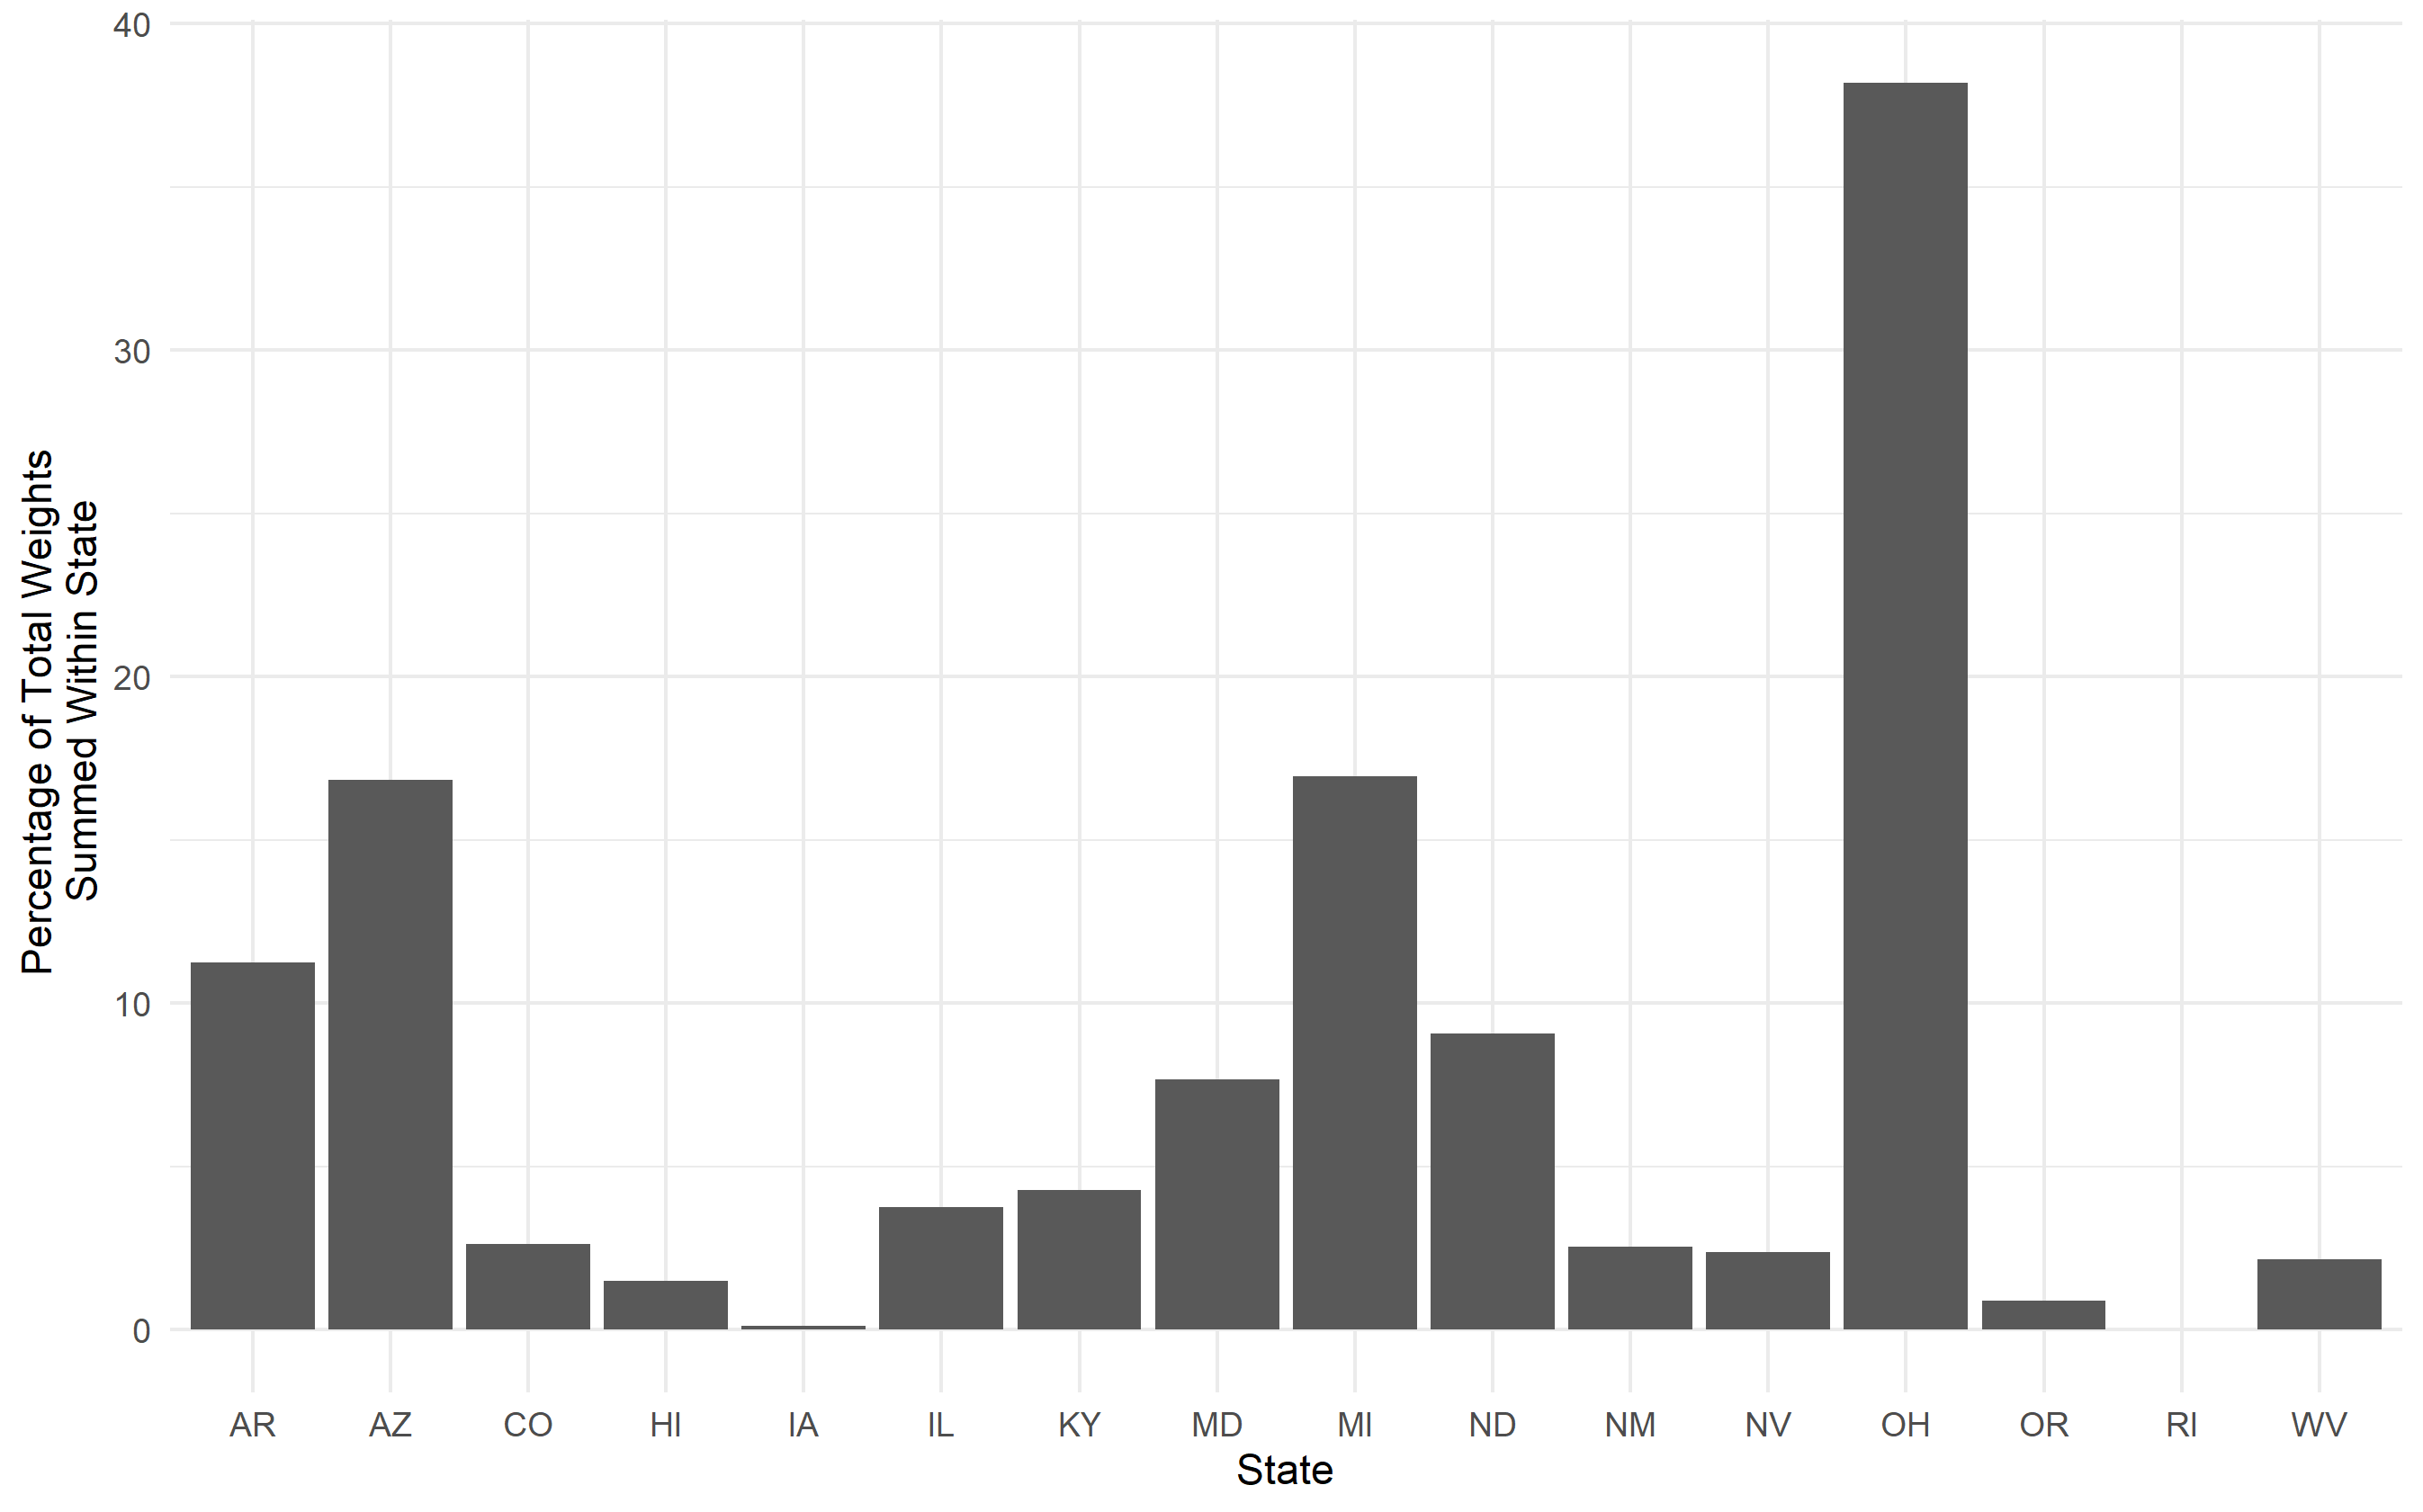 Percentage of Total Weights
Summed Within State
40
30
20
10
0
AR AZ CO HI IA IL KY MD MI ND NM NV OH OR RI WV
State